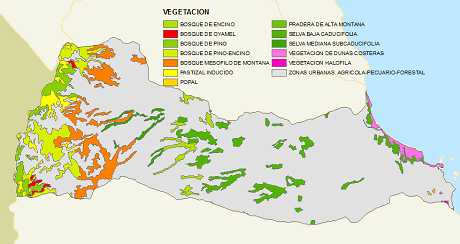 VEGETACION
BOSQUE DE ENCINO
BOSQUE DE OYAMEL
BOSQUE DE PINO
BOSQUE DE PINO-ENCINO
BOSQUE MESOFILO DE MONTANA
PASTIZAL INDUCIDO
POPAL
PRADERA DE ALTA MONTANA
SELVA BAJA CADUCIFOLIA
SELVA MEDIANA SUBCADUCIFOLIA
VEGETACION DE DUNAS COSTERAS
VEGETACION HALOFILA
ZONAS URBANAS, AGRICOLA-PECUARIO-FORESTAL